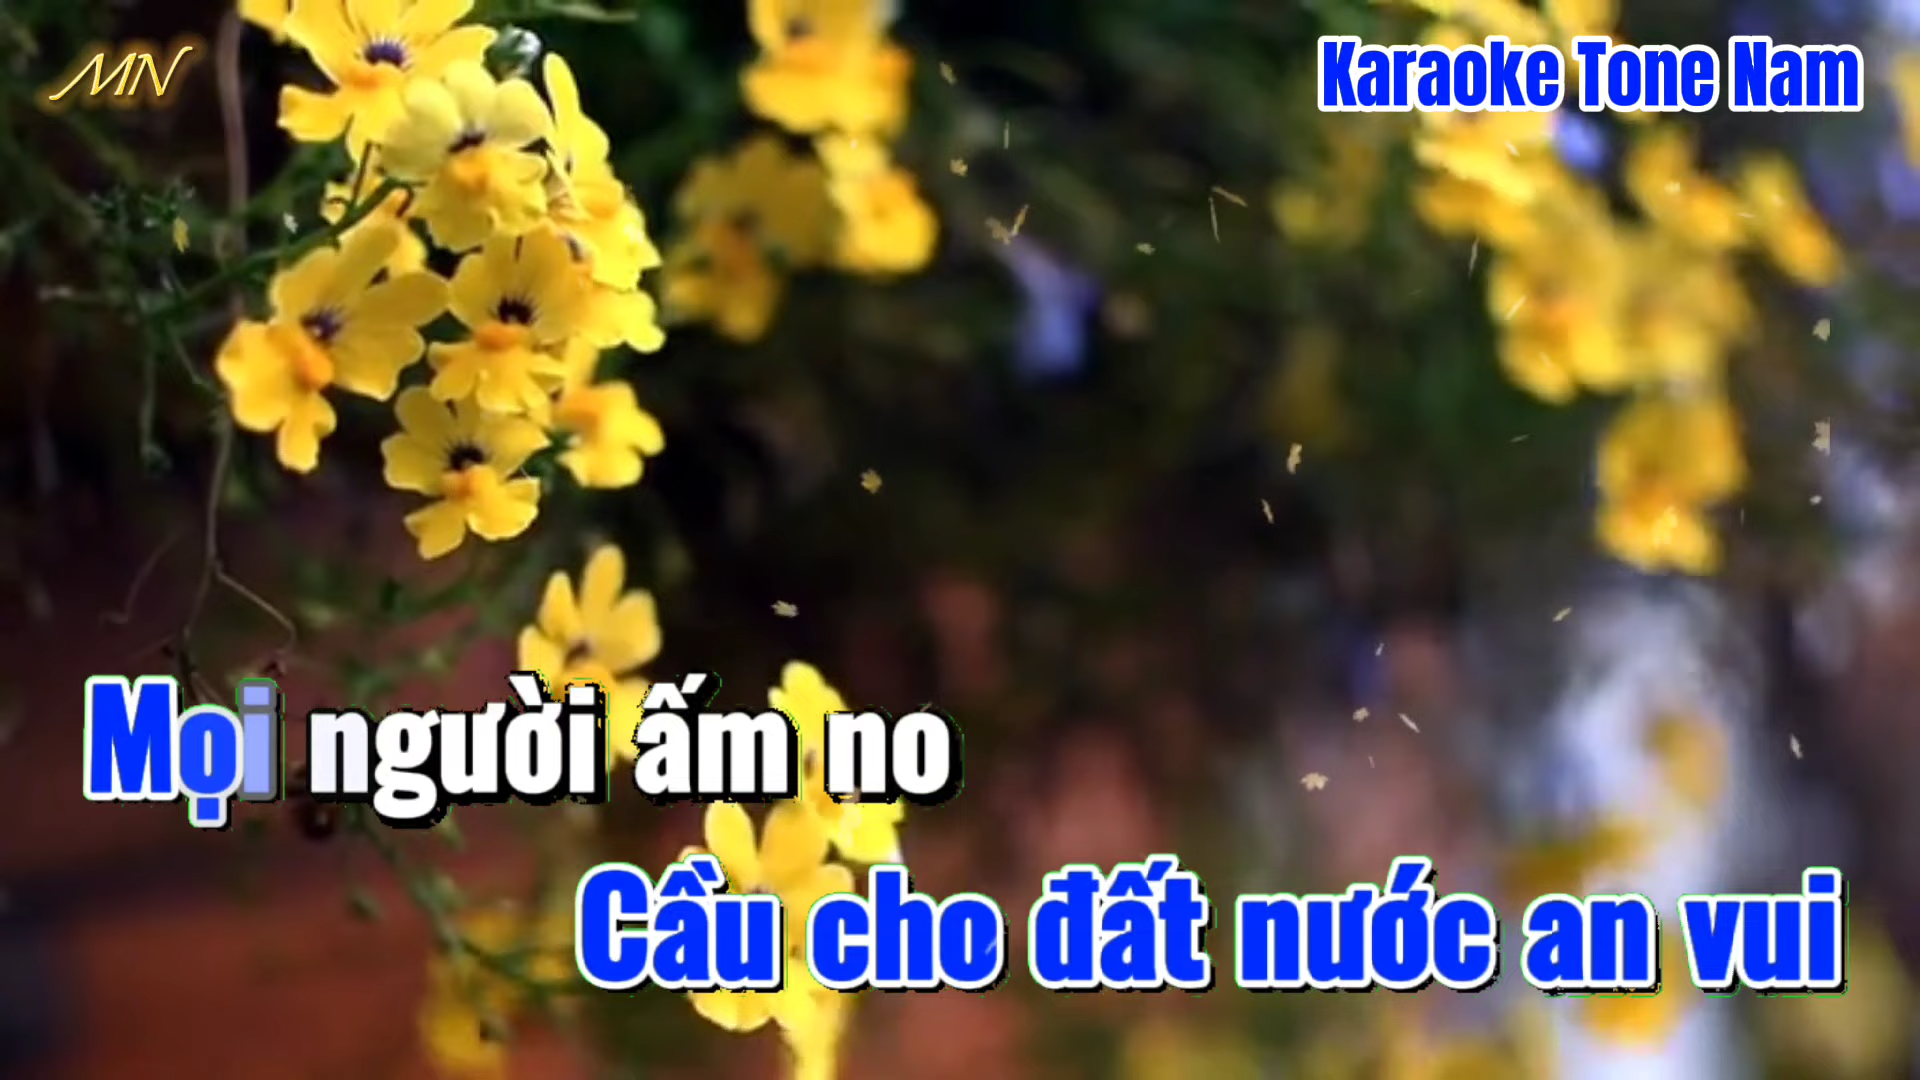 MN
Karaoke Tone Nam
Mọi người ấm no
Cầu cho đất nước an vui